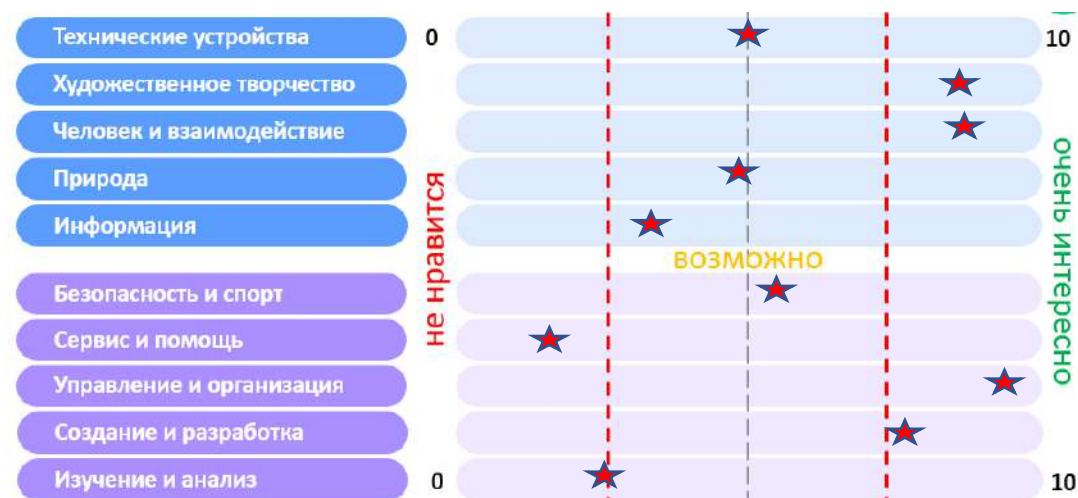 Технические устройства
0
10
Художественное творчество
Человек и взаимодействие
Природа
Информация
не нравится
возможно
очень интересно
Безопасность и спорт
Сервис и помощь
Управление и организация
Создание и разработка
Изучение и анализ
0
10